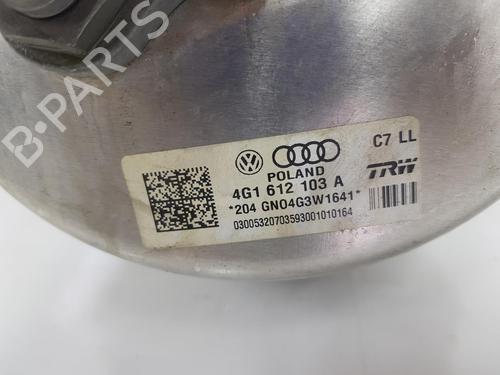 B-PARTS
C7 LL
POLAND
TRW
4G1 612 103 A
*204 GN04G3W1641*
03005320703593001010164